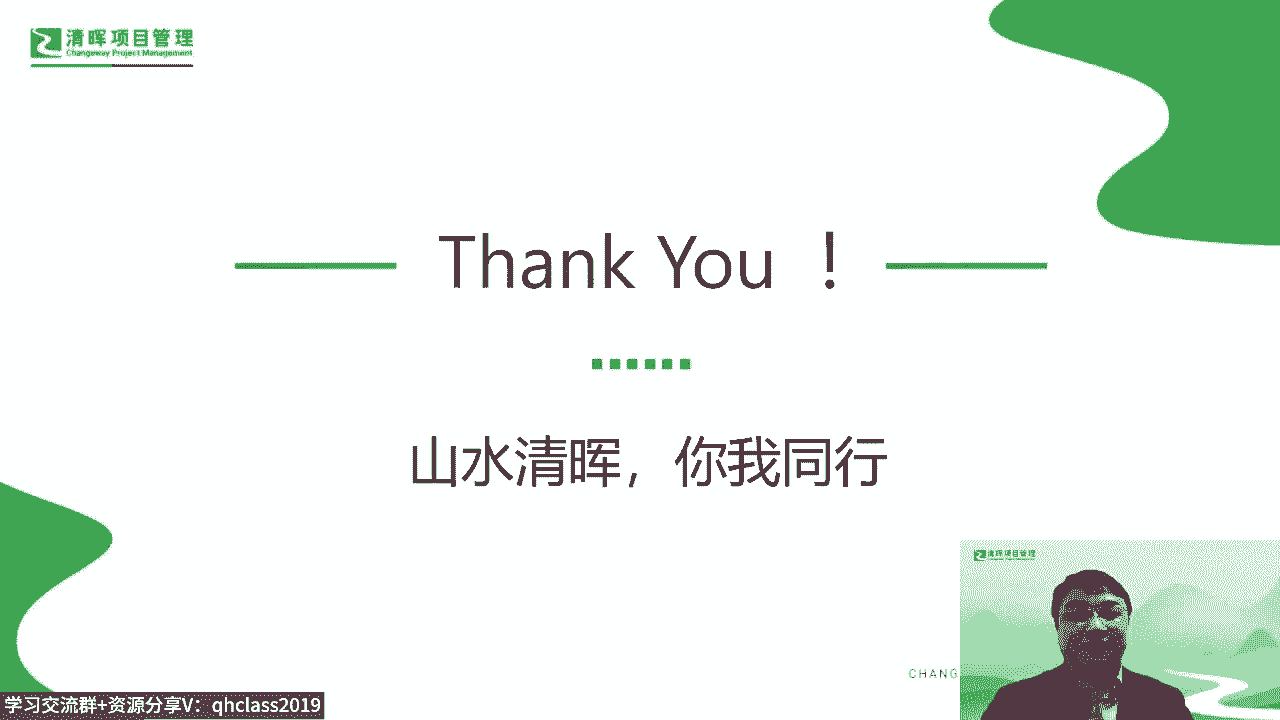 清晖项目管理
Changeway Project Management
Thank You ！
山水清晖，你我同行
清晖项目管理
CHANG
学习交流群+资源分享V：qhclass2019